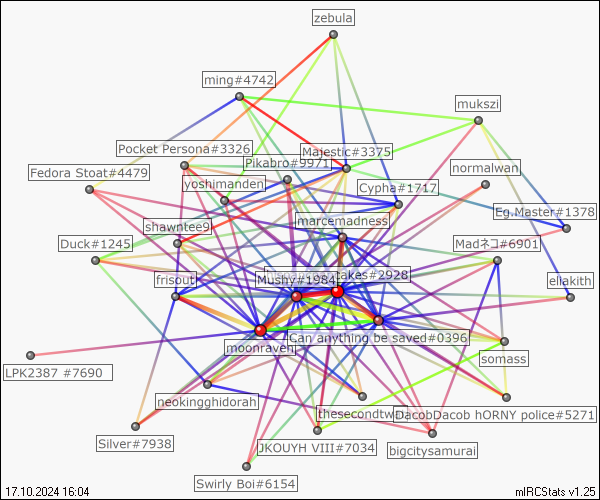 zebula
ming#4742
mukszi
Majestic#3375
Pocket Persona#3326
Pikabro#9971
normalwan
Fedora Stoat#4479
yoshimanden
Cypha#1717
Eg.Master#1378
marcemadness
shawntee9
Duck#1245
Madネコ#6901
cakes#2928
Mushy#1984
frisout
ellakith
Can anything be saved#0396
moonraven
somass
LPK2387 #7690
neokingghidorah
thesecondtw
DacobDacob hORNY police#5271
Silver#7938
JKOUYH VIII#7034
bigcitysamurai
Swirly Boi#6154
17.10.2024 16:04
mIRCStats v1.25